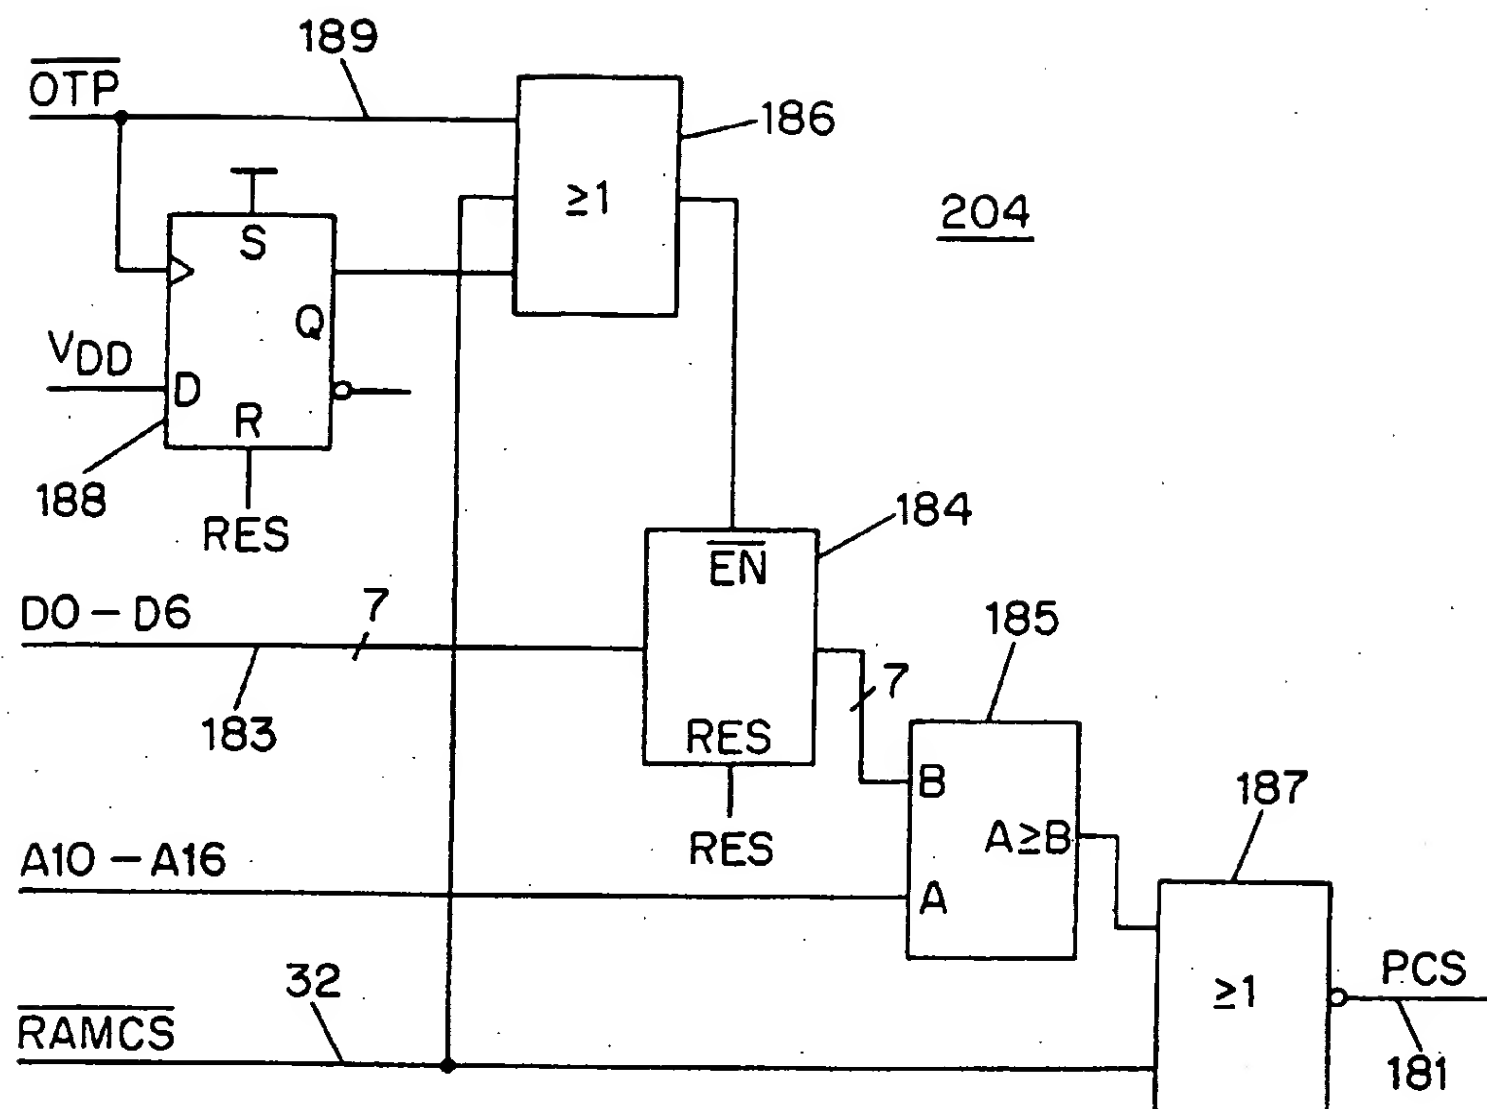 189
OTP
186
≥1
204
S
Q
VDD
D
R
188
RES
184
EN
D0 – D6
7
185
183
7
RES
B
187
RES
A≥B
A10 – A16
A
PCS
32
≥1
RAMCS
181